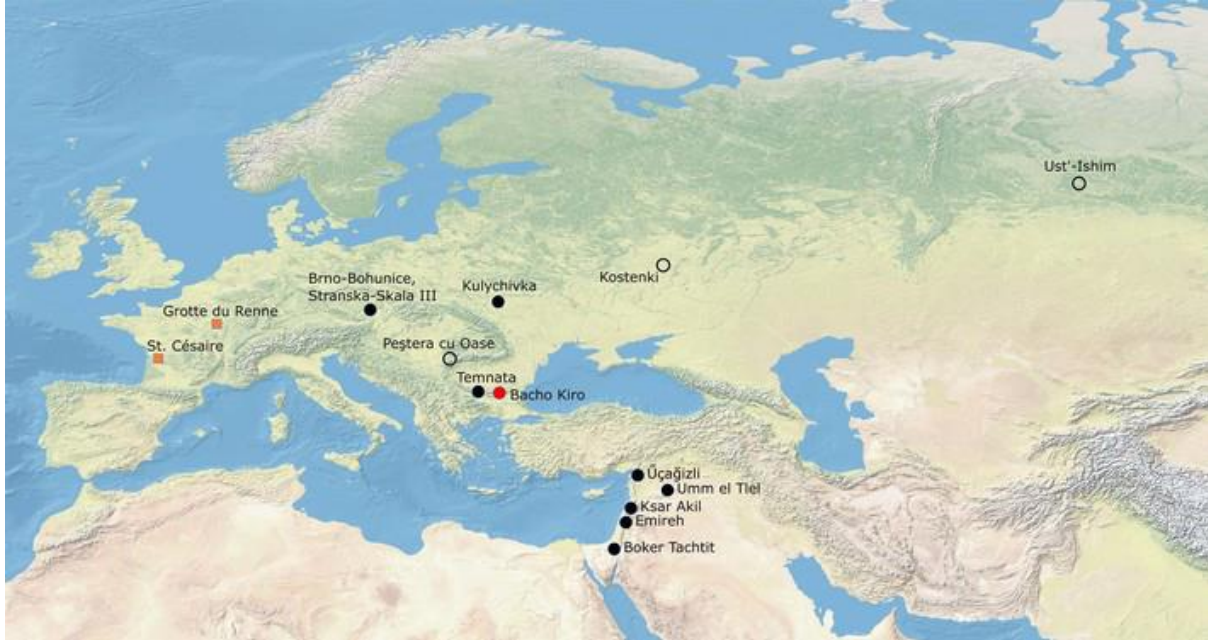 Ust'-Ishim
Kostenki
Brno-Bohunice,
Stranska-Skala III
Kulychivka
Grotte du Renne
St. Césaire
Peştera cu Oase
Temnata
Bacho Kiro
Űçağizli
Umm el Tlel
Ksar Akil
Emireh
Boker Tachtit